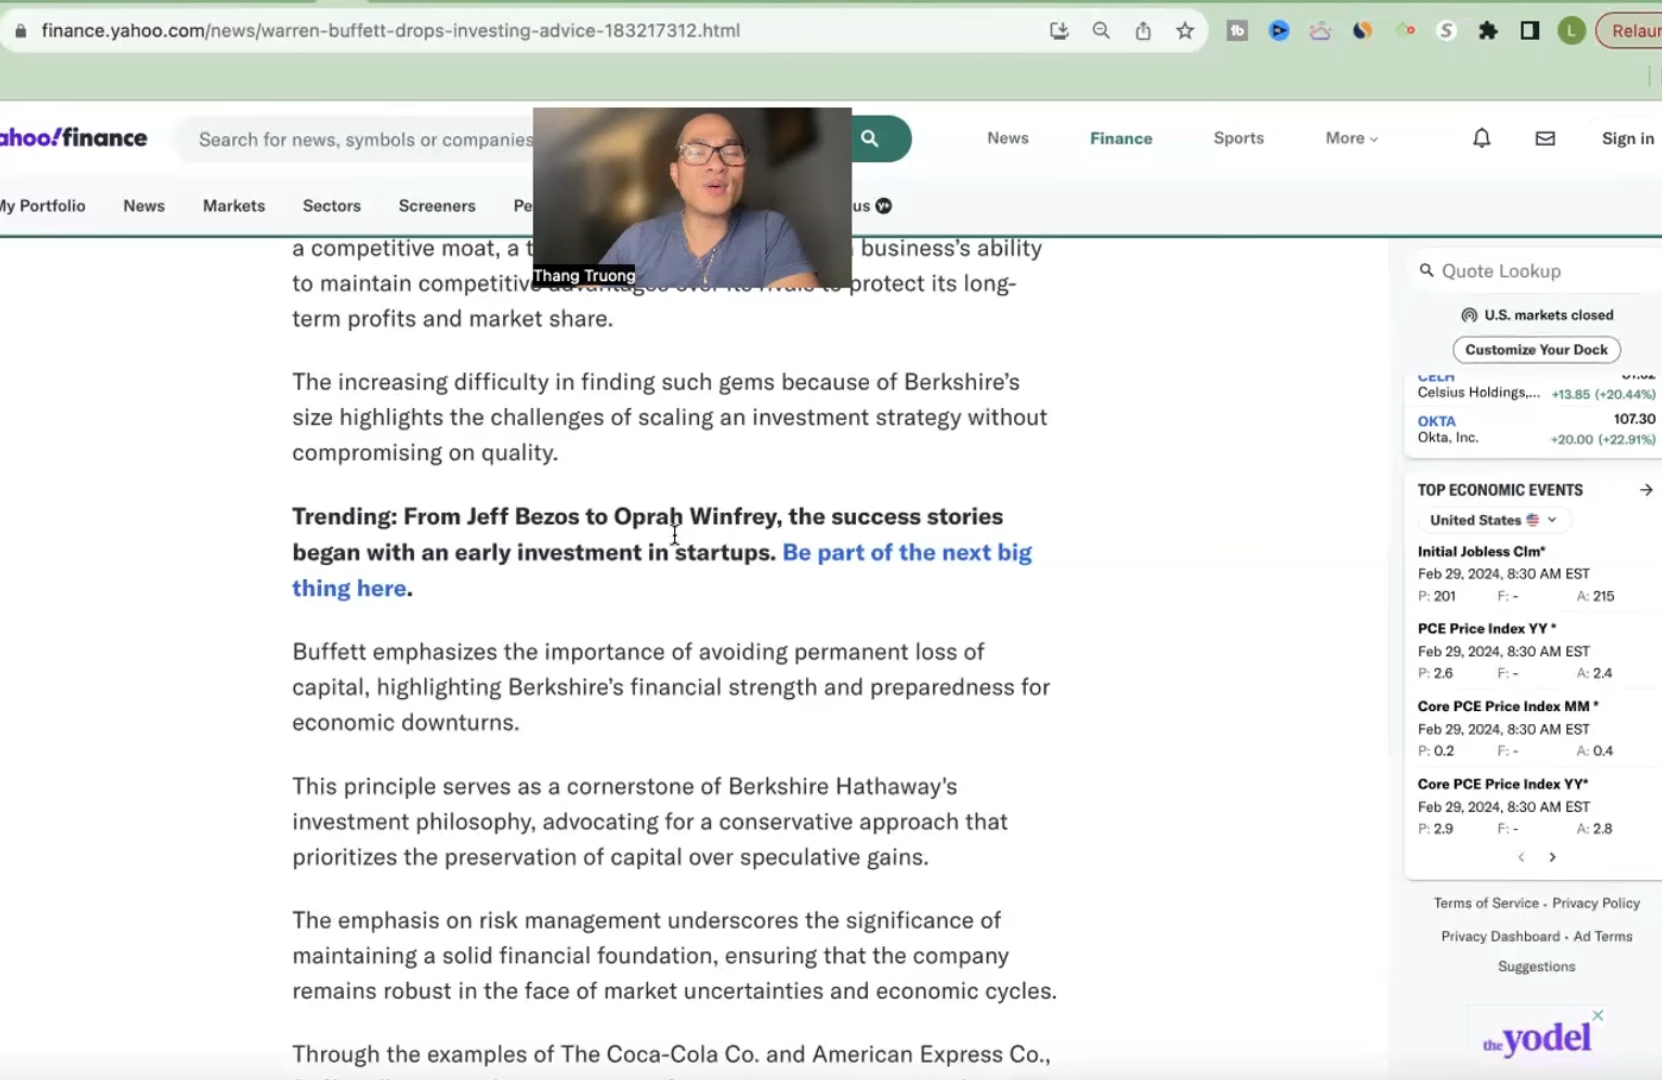 finance.yahoo.com/news/warren-buffett-drops-investing-advice-183217312.html
Relaun
ahoo!finance
Search for news, symbols or companies
News
Finance
Sports
More
Sign in
My Portfolio
News
Markets
Sectors
Screeners
Pe
us
Thang Truong
a competitive moat, a t business's ability
to maintain competitive advantages over its rivals to protect its long-
term profits and market share.
The increasing difficulty in finding such gems because of Berkshire's
size highlights the challenges of scaling an investment strategy without
compromising on quality.
Trending: From Jeff Bezos to Oprah Winfrey, the success stories
began with an early investment in startups. Be part of the next big
thing here.
Buffett emphasizes the importance of avoiding permanent loss of
capital, highlighting Berkshire's financial strength and preparedness for
economic downturns.
This principle serves as a cornerstone of Berkshire Hathaway's
investment philosophy, advocating for a conservative approach that
prioritizes the preservation of capital over speculative gains.
The emphasis on risk management underscores the significance of
maintaining a solid financial foundation, ensuring that the company
remains robust in the face of market uncertainties and economic cycles.
Through the examples of The Coca-Cola Co. and American Express Co.,
Quote Lookup
U.S. markets closed
Customize Your Dock
CELH
Celsius Holdings,... +13.85 (+20.44%)
OKTA 107.30
Okta, Inc. +20.00 (+22.91%)
TOP ECONOMIC EVENTS
United States
Initial Jobless Clm*
Feb 29, 2024, 8:30 AM EST
P: 201 F: - A: 215
PCE Price Index YY *
Feb 29, 2024, 8:30 AM EST
P: 2.6 F: - A: 2.4
Core PCE Price Index MM *
Feb 29, 2024, 8:30 AM EST
P: 0.2 F: - A: 0.4
Core PCE Price Index YY*
Feb 29, 2024, 8:30 AM EST
P: 2.9 F: - A: 2.8
Terms of Service • Privacy Policy
Privacy Dashboard • Ad Terms
Suggestions
the yodel